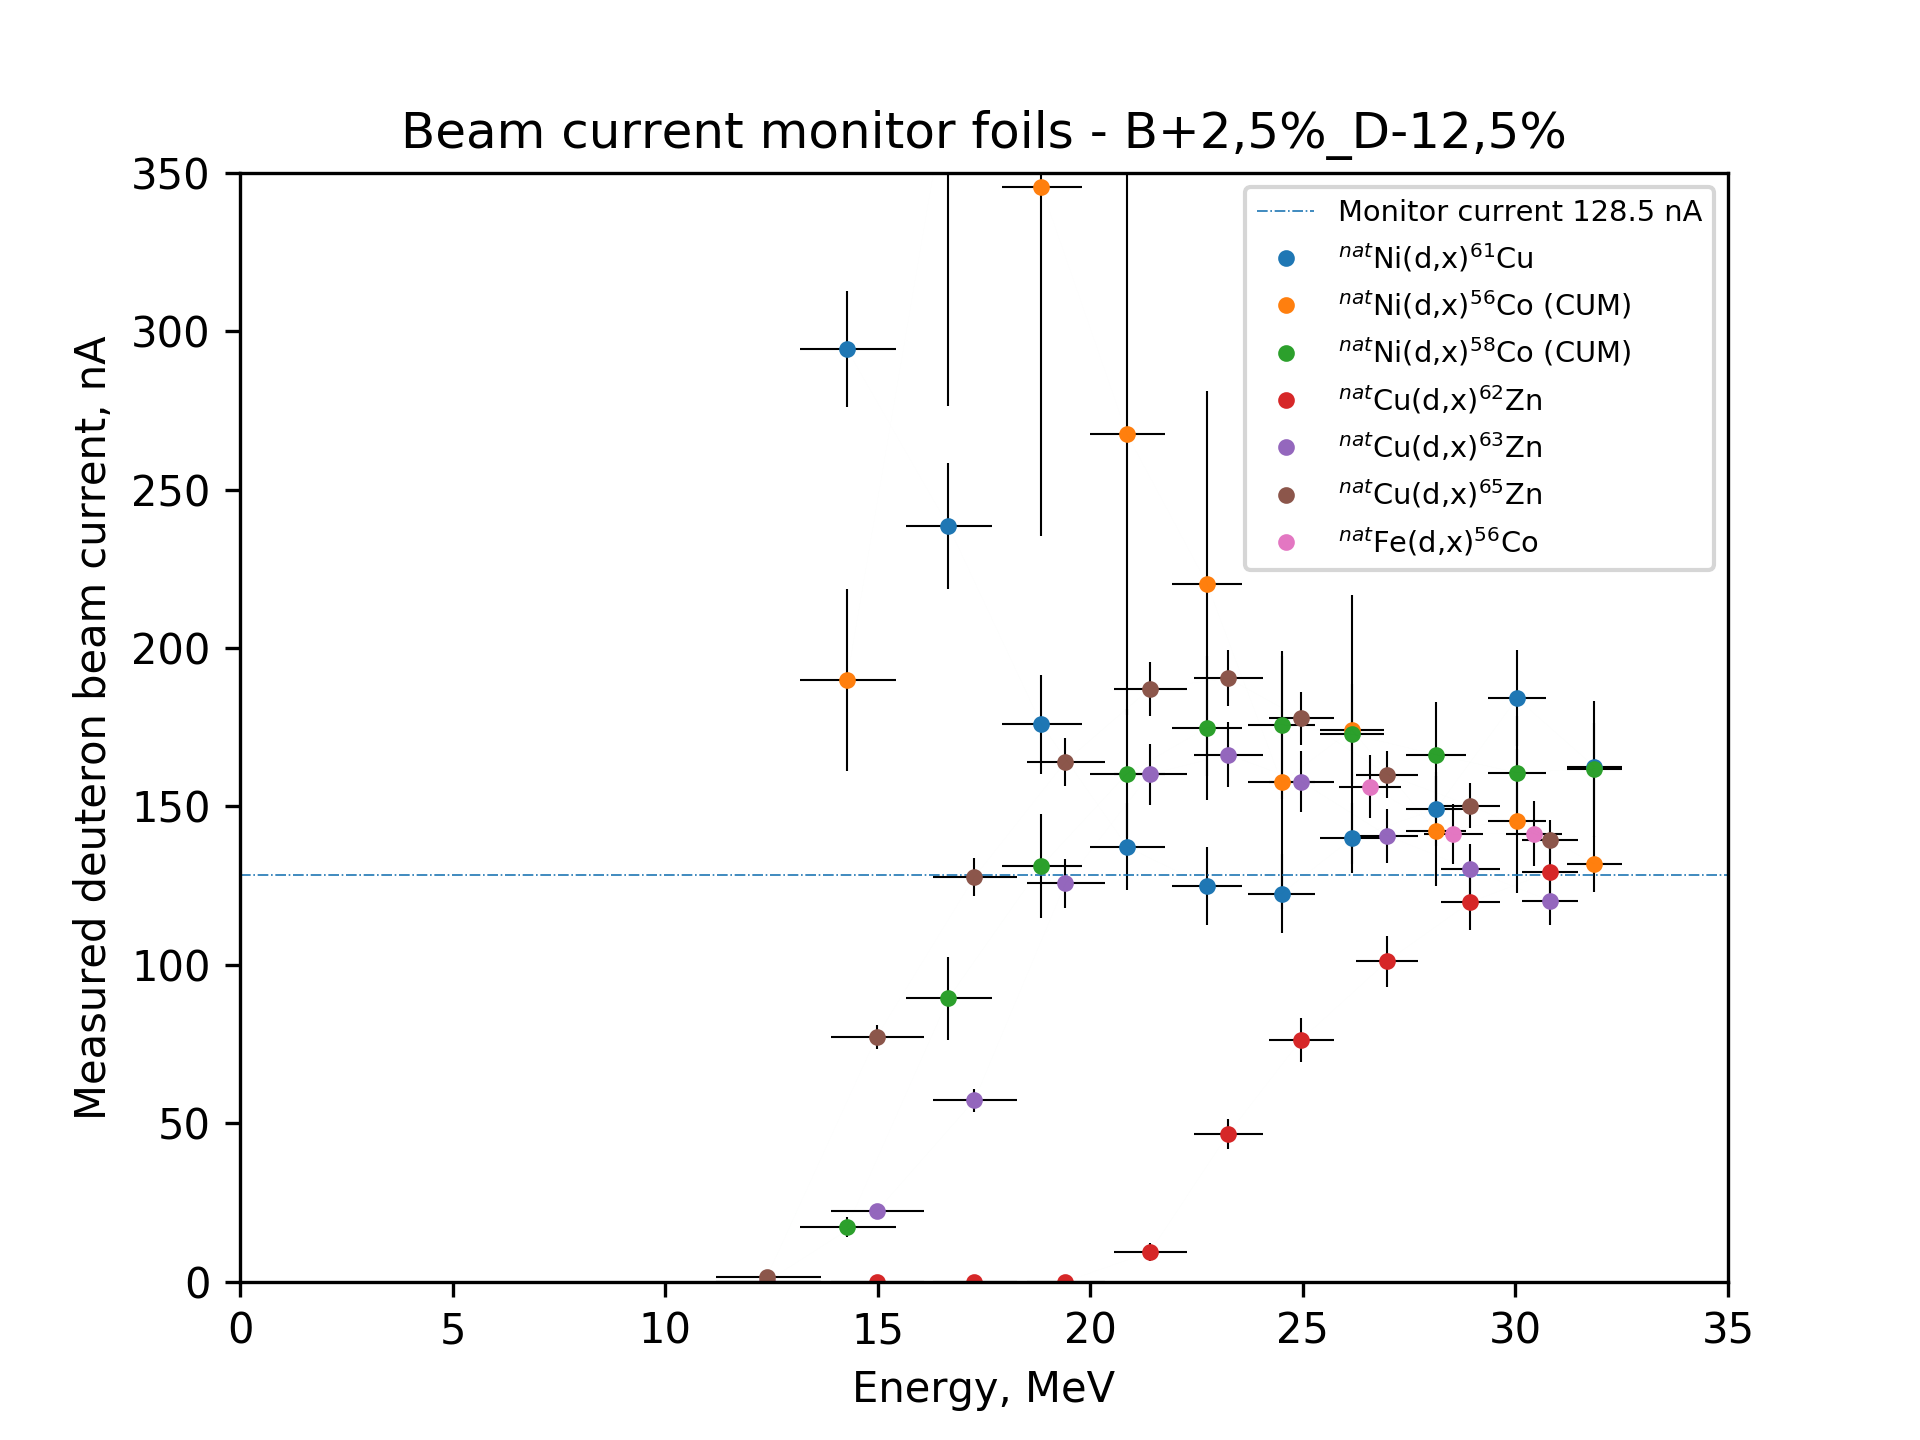 Beam current monitor foils - B+2,5%_D-12,5%
Measured deuteron beam current, nA
350
300
250
200
150
100
50
0
Monitor current 128.5 nA
natNi(d,x)61Cu
natNi(d,x)56Co (CUM)
natNi(d,x)58Co (CUM)
natCu(d,x)62Zn
natCu(d,x)63Zn
natCu(d,x)65Zn
natFe(d,x)56Co
0 5 10 15 20 25 30 35
Energy, MeV